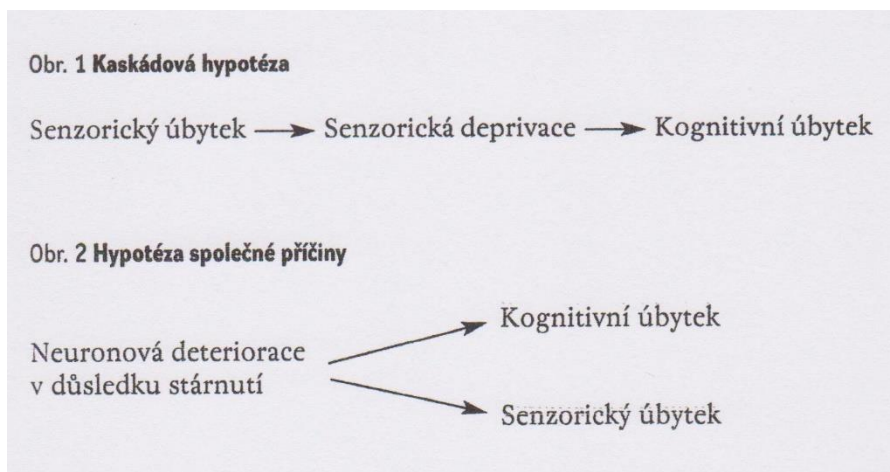 Obr. 1 Kaskádová hypotéza
Senzorický úbytek → Senzorická deprivace → Kognitivní úbytek
Obr. 2 Hypotéza společné příčiny
Kognitivní úbytek
Neuronová deteriorace
v důsledku stárnutí
Senzorický úbytek